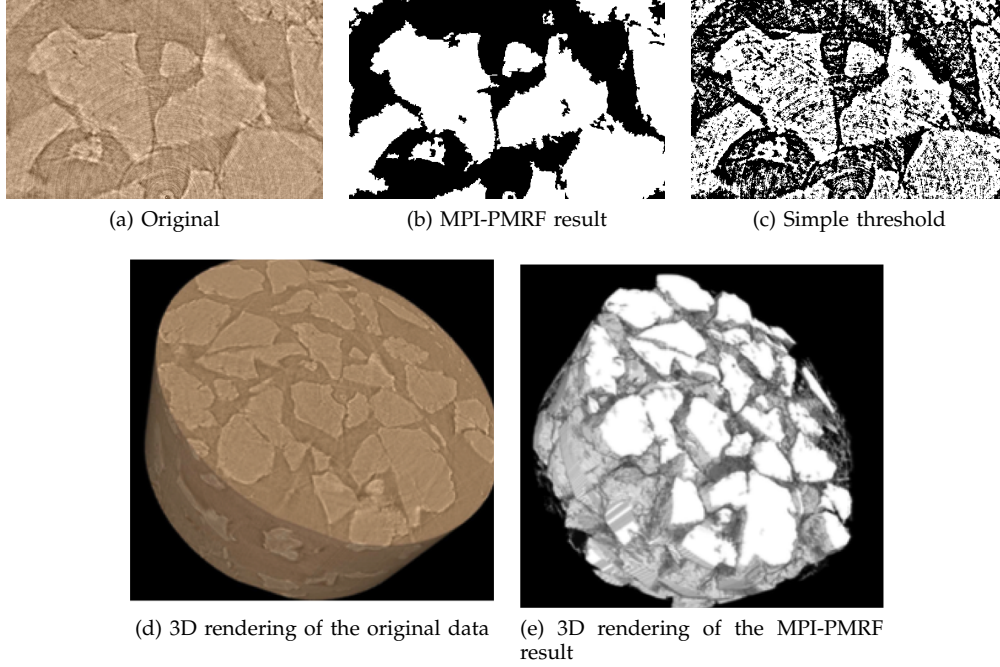 (a) Original
(b) MPI-PMRF result
(c) Simple threshold
(d) 3D rendering of the original data
(e) 3D rendering of the MPI-PMRF
result